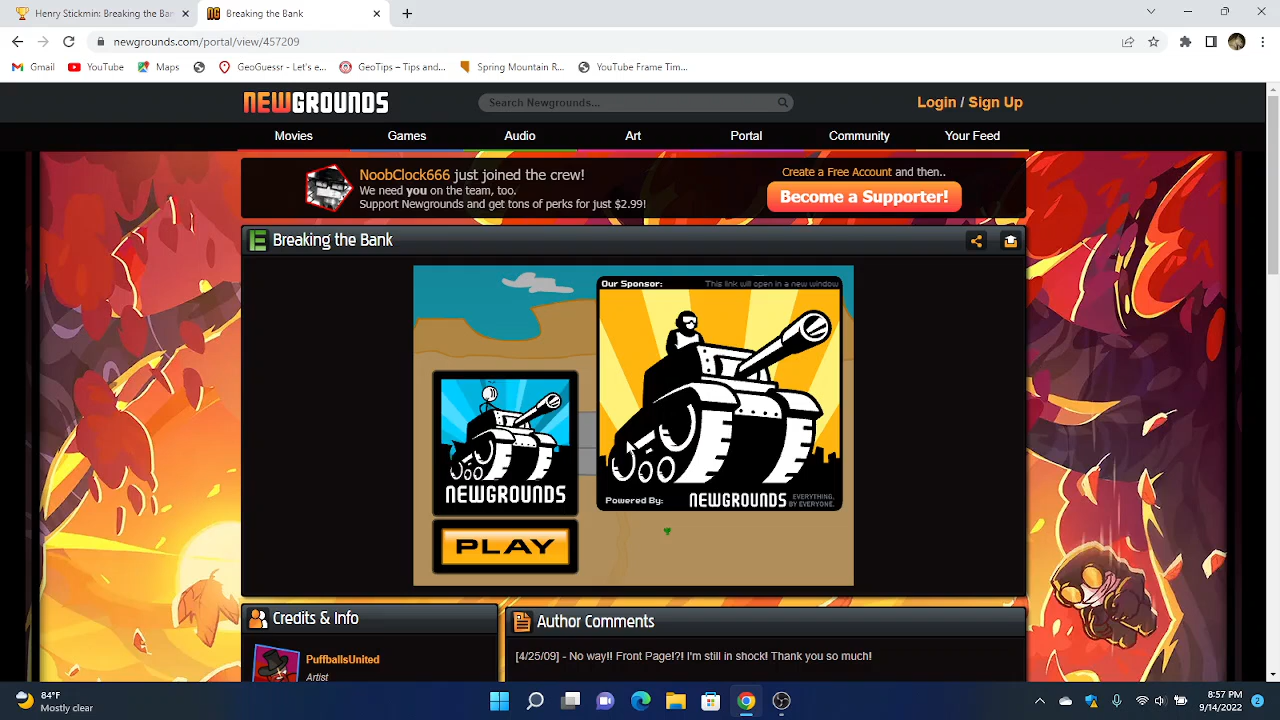 Henry Stickmin: Breaking the Ban
Breaking the Bank
newgrounds.com/portal/view/457209
Gmail
YouTube
Maps
GeoGuessr - Let's e...
GeoTips – Tips and...
Spring Mountain R...
YouTube Frame Tim...
NEWGROUNDS
Search Newgrounds...
Login / Sign Up
Movies
Games
Audio
Art
Portal
Community
Your Feed
NoobClock666 just joined the crew!
We need you on the team, too.
Support Newgrounds and get tons of perks for just $2.99!
Create a Free Account and then..
Become a Supporter!
E Breaking the Bank
Our Sponsor:
This link will open in a new window
NEWGROUNDS
PLAY
Powered By:
NEWGROUNDS
EVERYTHING,
BY EVERYONE.
Credits & Info
PuffballsUnited
Artist
Author Comments
[4/25/09] - No way!! Front Page!?! I'm still in shock! Thank you so much!
84°F
Mostly clear
8:57 PM
9/14/2022
2